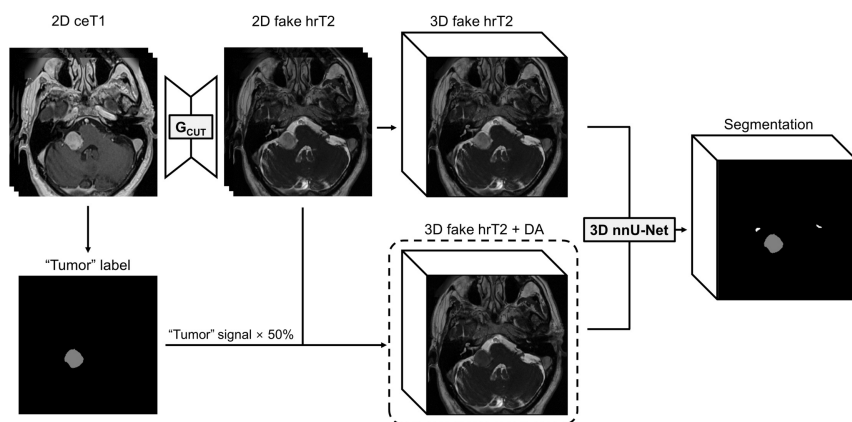 2D ceT1
2D fake hrT2
3D fake hrT2
G_CUT
Segmentation
3D nnU-Net
3D fake hrT2 + DA
“Tumor” label
“Tumor” signal × 50%